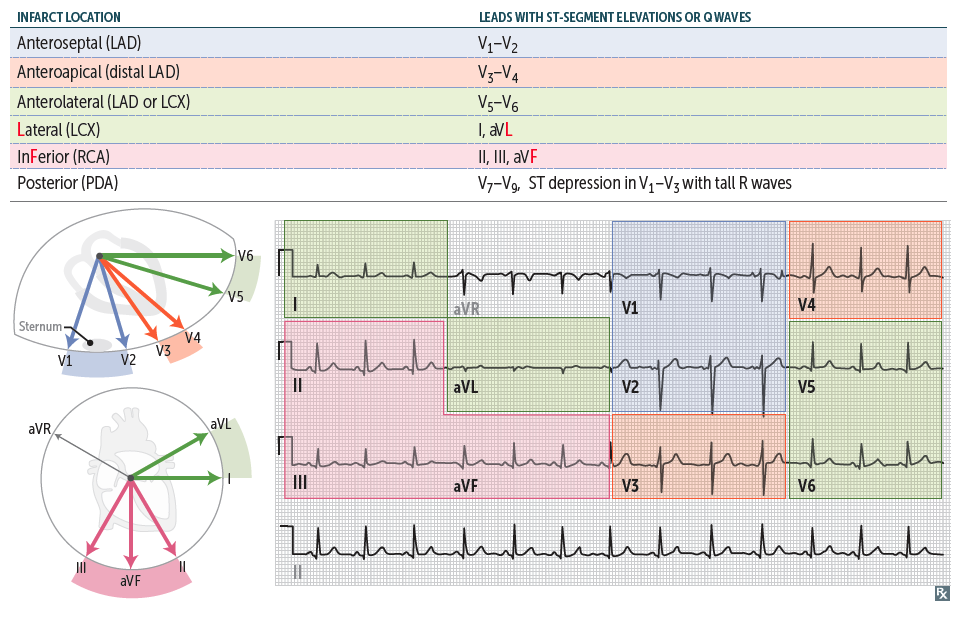 INFARCT LOCATION LEADS WITH ST-SEGMENT ELEVATIONS OR Q WAVES
Anteroseptal (LAD) V1–V2
Anteroapical (distal LAD) V3–V4
Anterolateral (LAD or LCX) V5–V6
Lateral (LCX) I, aVL
InFerior (RCA) II, III, aVF
Posterior (PDA) V7–V9, ST depression in V1–V3 with tall R waves
V6
V5
V4
V3
V2
V1
Sternum
aVR
aVL
I
II
aVF
III
I aVR V1 V4
II aVL V2 V5
III aVF V3 V6
II
Rx